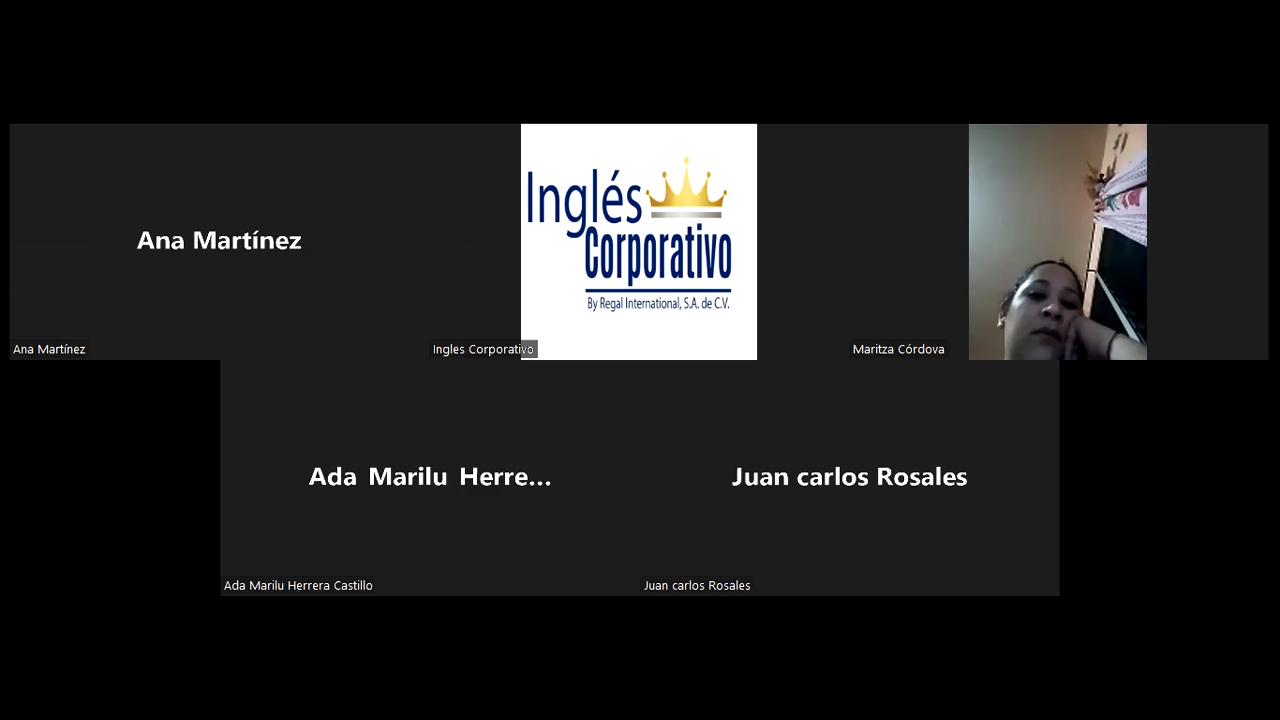 Ana Martínez
Ana Martínez
Inglés
Corporativo
By Regal International, S.A. de C.V.
Ingles Corporativo
Maritza Córdova
Ada Marilu Herre...
Ada Marilu Herrera Castillo
Juan carlos Rosales
Juan carlos Rosales